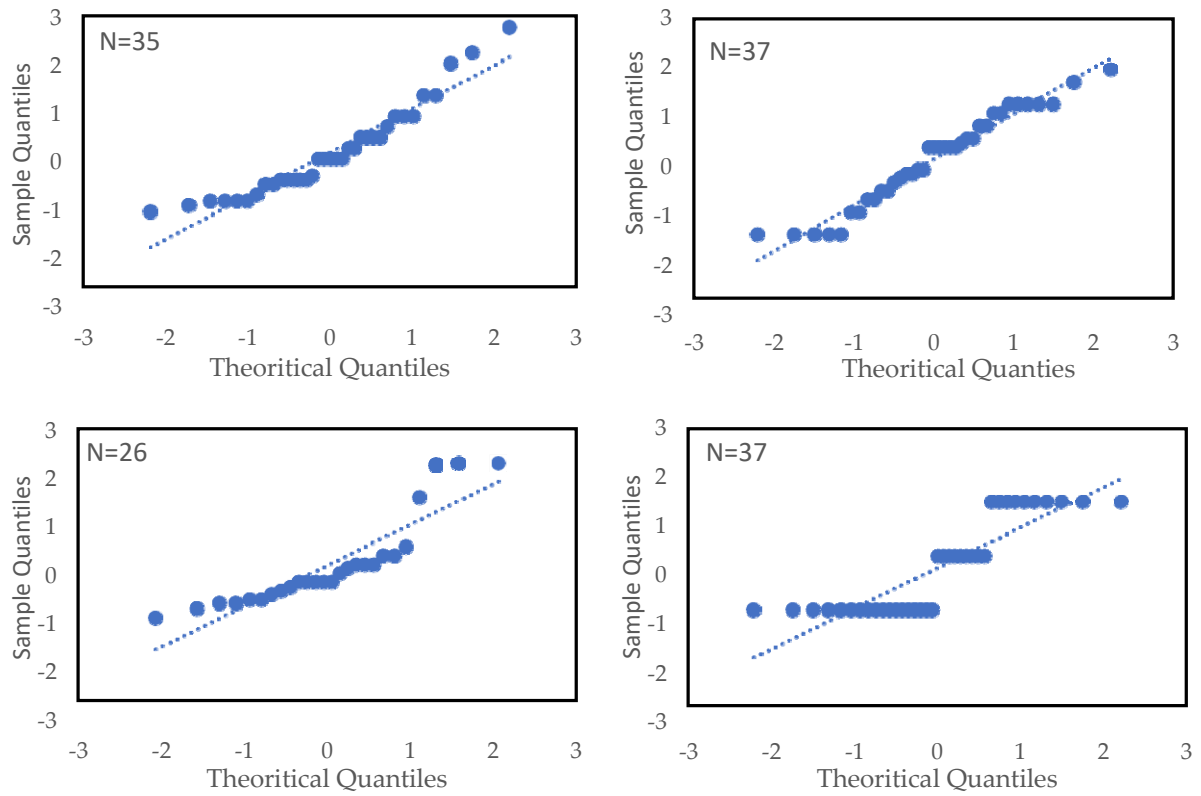 N=35
3
2
1
0
-1
-2
-3
Sample Quantiles
-3 -2 -1 0 1 2 3
Theoritical Quantiles
N=37
3
2
1
0
-1
-2
-3
Sample Quantiles
-3 -2 -1 0 1 2 3
Theoritical Quanties
N=26
3
2
1
0
-1
-2
-3
Sample Quantiles
-3 -2 -1 0 1 2 3
Theoritical Quantiles
N=37
3
2
1
0
-1
-2
-3
Sample Quantiles
-3 -2 -1 0 1 2 3
Theoritical Quantiles